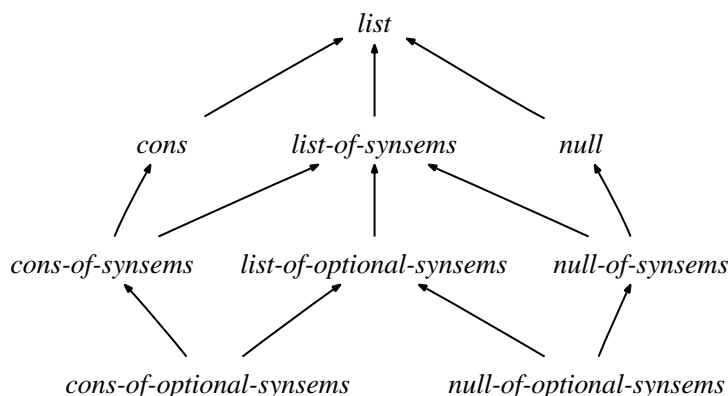 list
cons list-of-synsems null
cons-of-synsems list-of-optional-synsems null-of-synsems
cons-of-optional-synsems null-of-optional-synsems